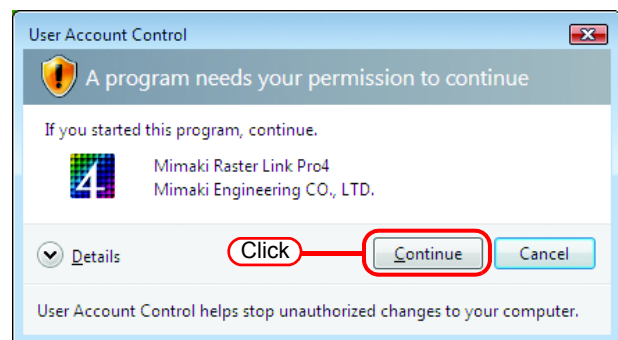 User Account Control
A program needs your permission to continue
If you started this program, continue.
4
Mimaki Raster Link Pro4
Mimaki Engineering CO., LTD.
Details
Click
Continue
Cancel
User Account Control helps stop unauthorized changes to your computer.